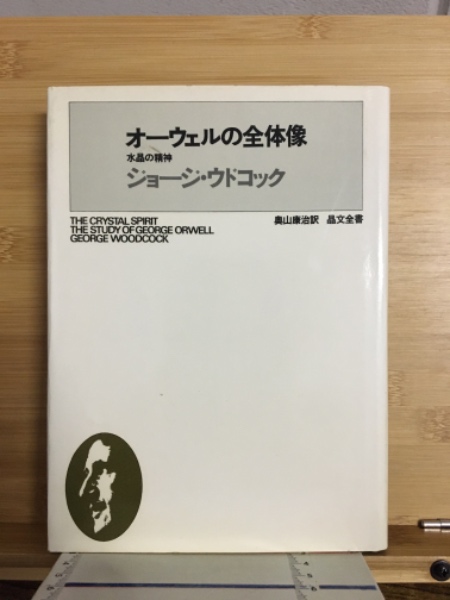 オーウェルの全体像
水晶の精神
ジョージ・ウドコック
THE CRYSTAL SPIRIT
THE STUDY OF GEORGE ORWELL
GEORGE WOODCOCK
奥山康治訳 晶文全書